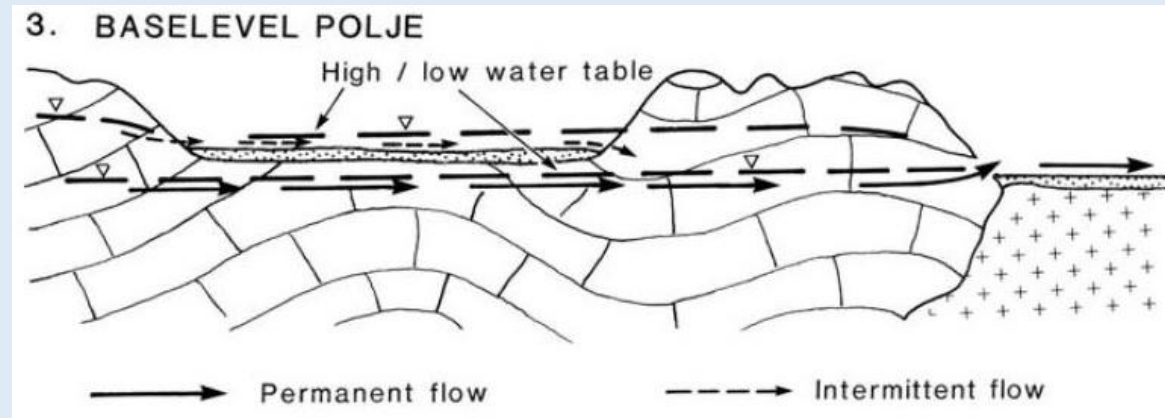 3. BASELEVEL POLJE
High / low water table
Permanent flow
Intermittent flow